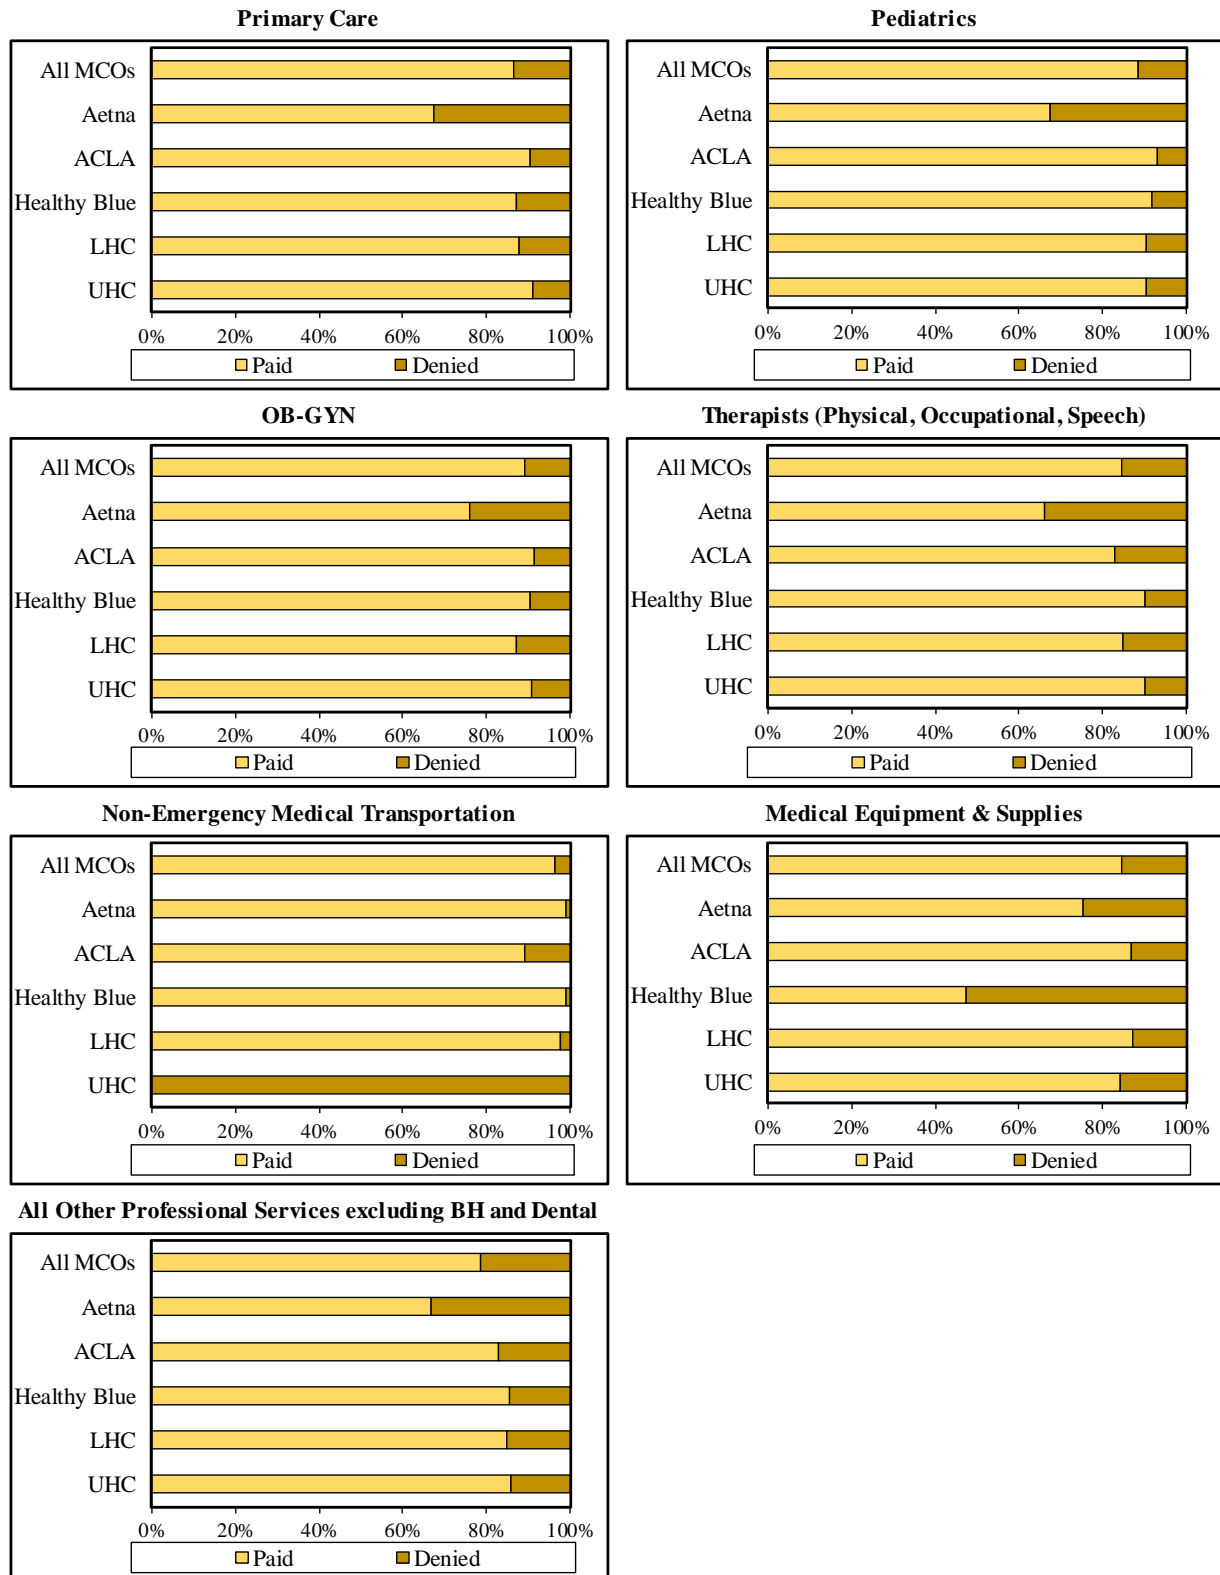 Primary Care
All MCOs
Aetna
ACLA
Healthy Blue
LHC
UHC
0% 20% 40% 60% 80% 100%
Paid Denied
Pediatrics
All MCOs
Aetna
ACLA
Healthy Blue
LHC
UHC
0% 20% 40% 60% 80% 100%
Paid Denied
OB-GYN
All MCOs
Aetna
ACLA
Healthy Blue
LHC
UHC
0% 20% 40% 60% 80% 100%
Paid Denied
Therapists (Physical, Occupational, Speech)
All MCOs
Aetna
ACLA
Healthy Blue
LHC
UHC
0% 20% 40% 60% 80% 100%
Paid Denied
Non-Emergency Medical Transportation
All MCOs
Aetna
ACLA
Healthy Blue
LHC
UHC
0% 20% 40% 60% 80% 100%
Paid Denied
Medical Equipment & Supplies
All MCOs
Aetna
ACLA
Healthy Blue
LHC
UHC
0% 20% 40% 60% 80% 100%
Paid Denied
All Other Professional Services excluding BH and Dental
All MCOs
Aetna
ACLA
Healthy Blue
LHC
UHC
0% 20% 40% 60% 80% 100%
Paid Denied